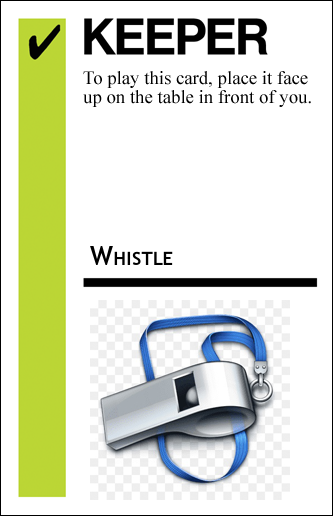 KEEPER
To play this card, place it face
up on the table in front of you.
Whistle